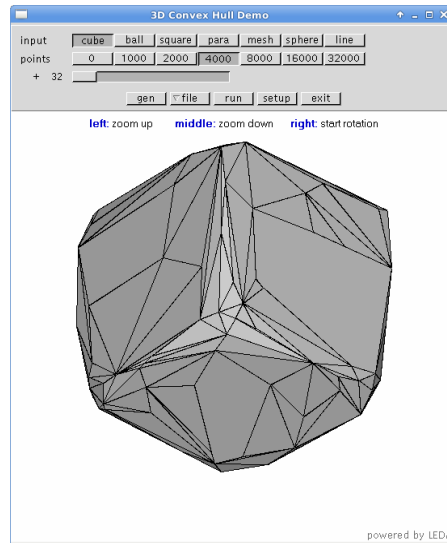 3D Convex Hull Demo
input cube ball square para mesh sphere line
points 0 1000 2000 4000 8000 16000 32000
+ 32
gen file run setup exit
left: zoom up middle: zoom down right: start rotation
powered by LEDA